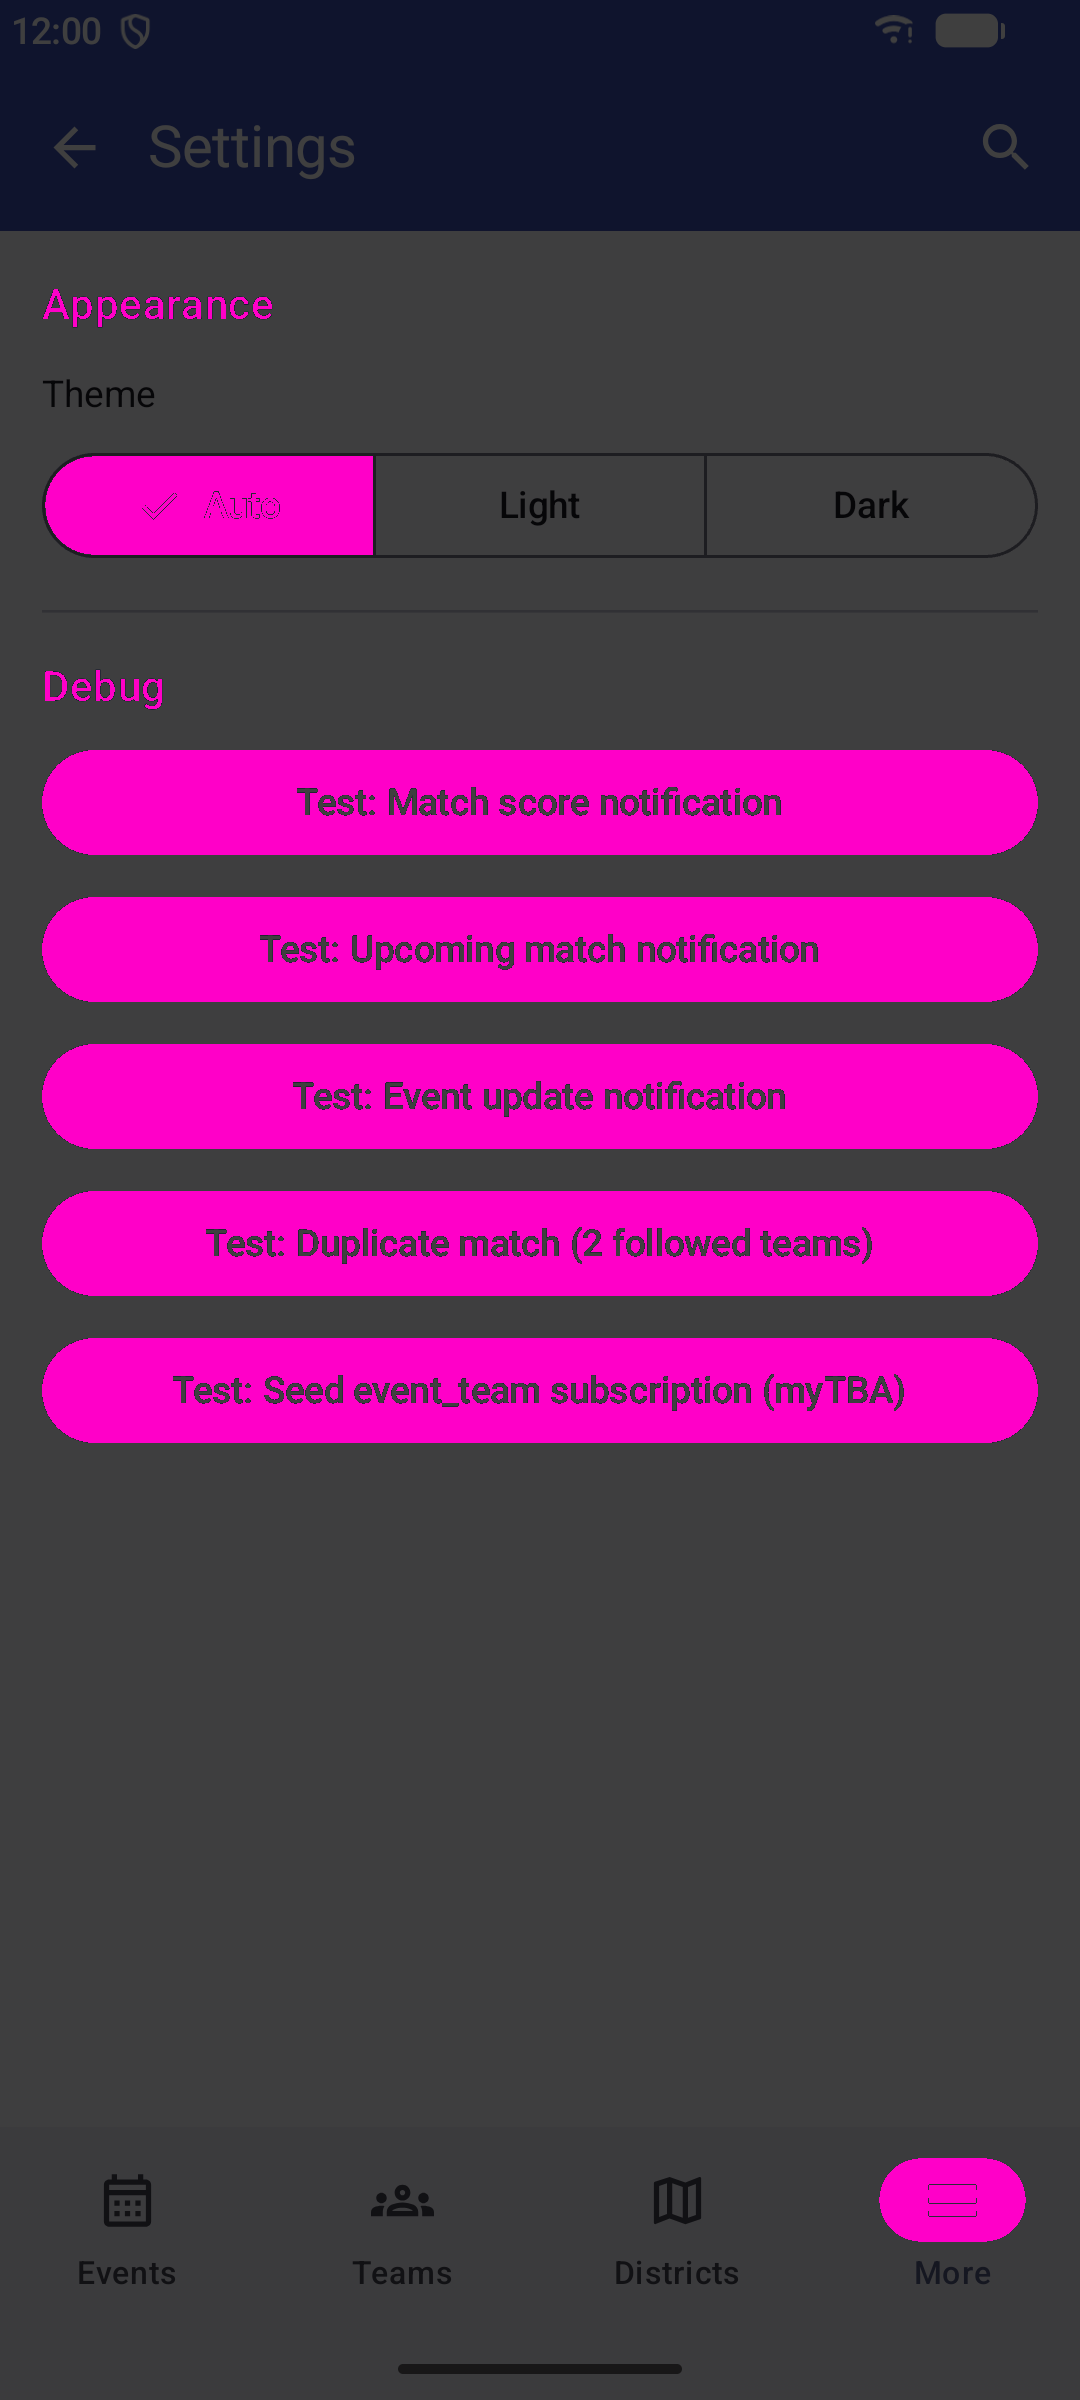 12:00
Settings
Appearance
Theme
Auto
Light
Dark
Debug
Test: Match score notification
Test: Upcoming match notification
Test: Event update notification
Test: Duplicate match (2 followed teams)
Test: Seed event_team subscription (myTBA)
Events
Teams
Districts
More